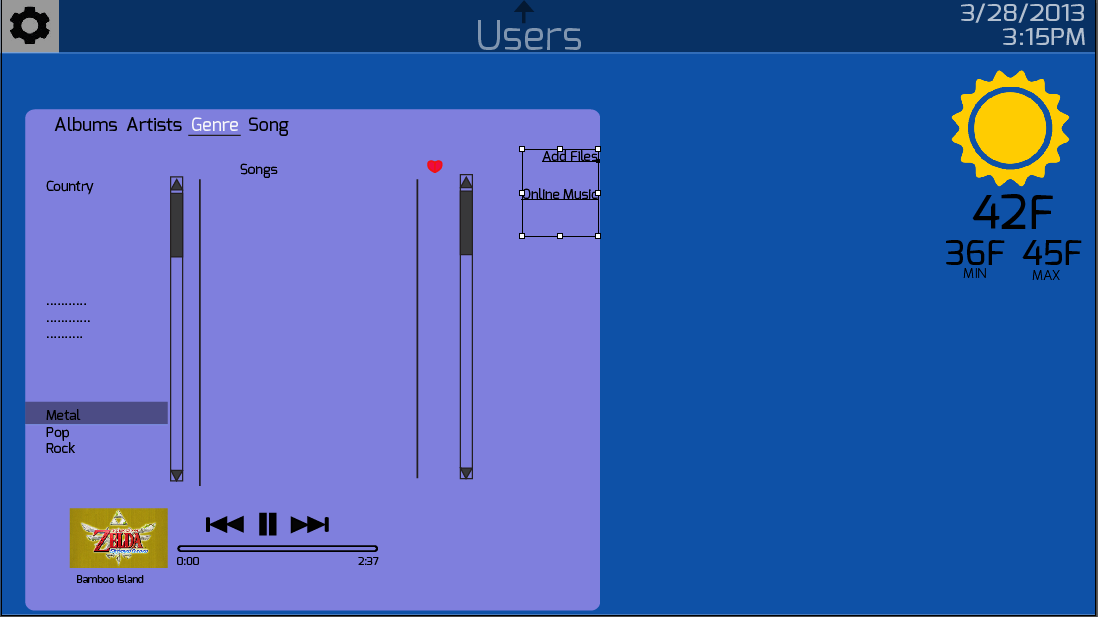 Users
3/28/2013
3:15PM
Albums Artists Genre Song
Songs
Add Files
Online Music
Country
...........
............
..........
Metal
Pop
Rock
ZELDA
Bamboo Island
0:00
2:37
42F
36F 45F
MIN MAX